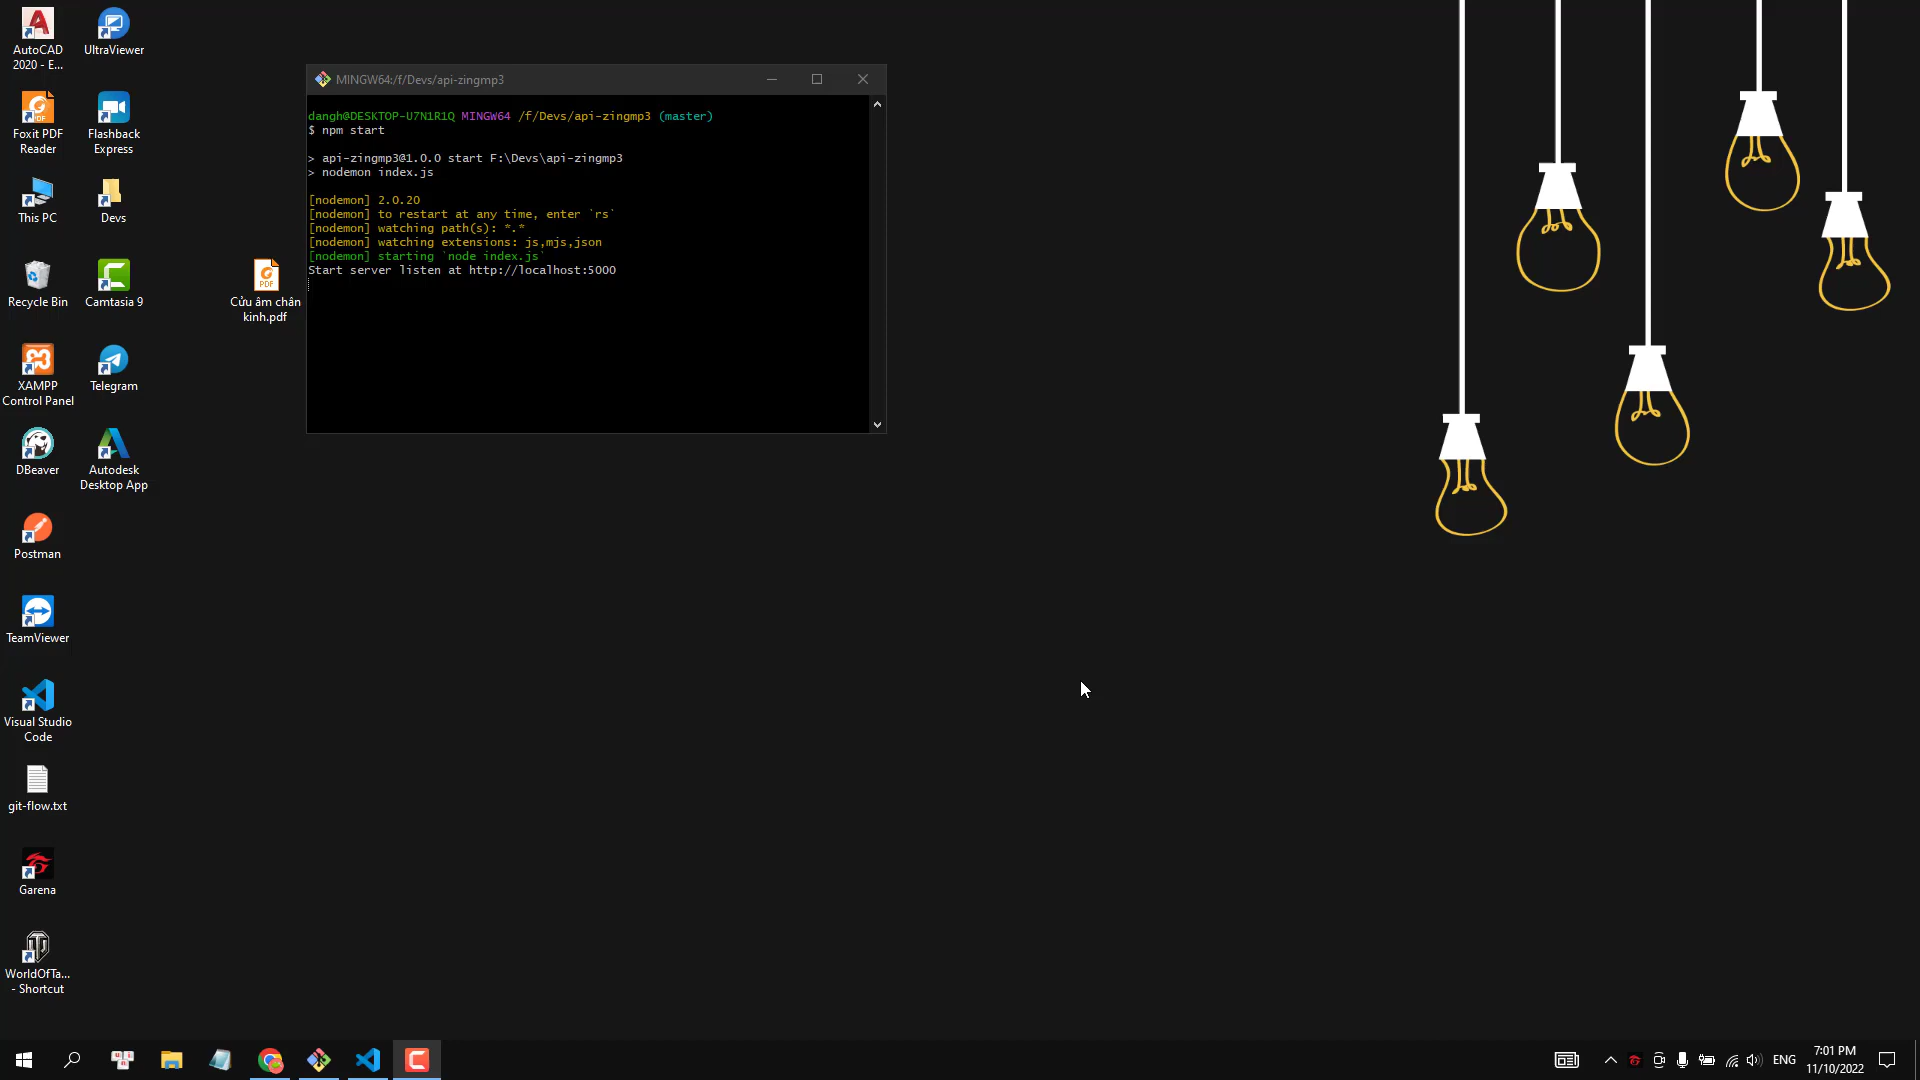 AutoCAD
2020 - E...
UltraViewer
Foxit PDF
Reader
Flashback
Express
This PC
Devs
Recycle Bin
Camtasia 9
Cửu âm chân
kinh.pdf
XAMPP
Control Panel
Telegram
DBeaver
Autodesk
Desktop App
Postman
TeamViewer
Visual Studio
Code
git-flow.txt
Garena
WorldOfTa...
- Shortcut
MINGW64:/f/Devs/api-zingmp3
dangh@DESKTOP-U7N1R1Q MINGW64 /f/Devs/api-zingmp3 (master)
$ npm start
> api-zingmp3@1.0.0 start F:\Devs\api-zingmp3
> nodemon index.js
[nodemon] 2.0.20
[nodemon] to restart at any time, enter `rs`
[nodemon] watching path(s): *.*
[nodemon] watching extensions: js,mjs,json
[nodemon] starting `node index.js`
Start server listen at http://localhost:5000
ENG
7:01 PM
11/10/2022